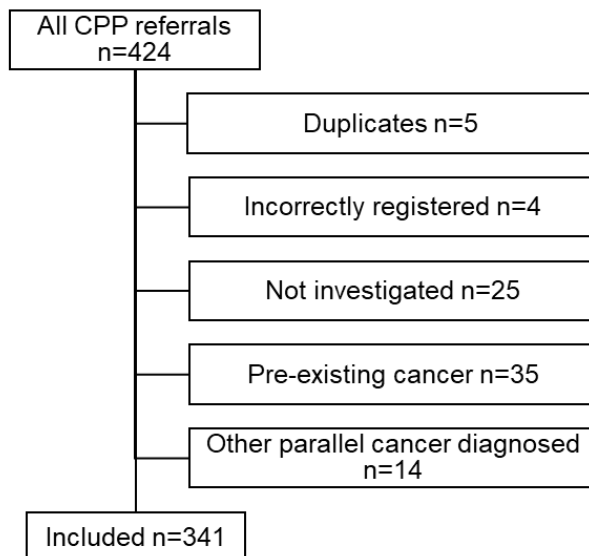 All CPP referrals
n=424
Duplicates n=5
Incorrectly registered n=4
Not investigated n=25
Pre-existing cancer n=35
Other parallel cancer diagnosed
n=14
Included n=341